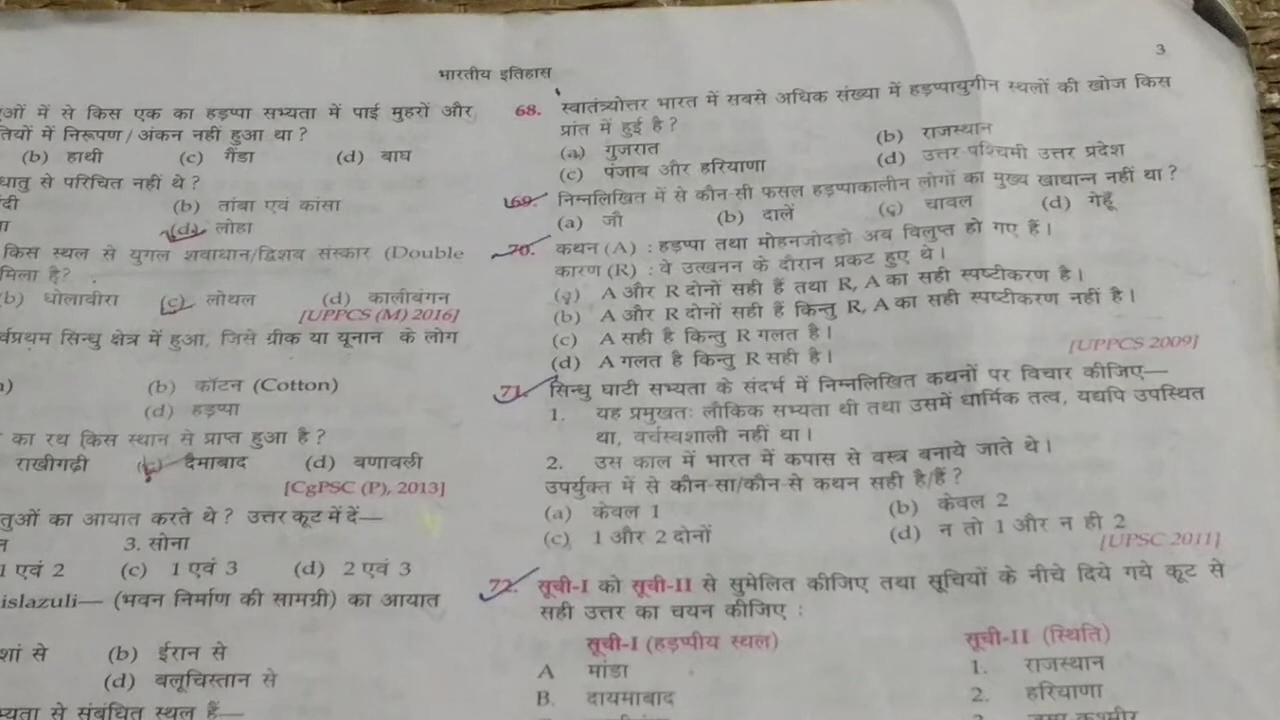 3
भारतीय इतिहास
ओं में से किस एक का हड़प्पा सभ्यता में पाई मुहरों और
तियों में निरूपण / अंकन नहीं हुआ था ?
(b) हाथी (c) गैंडा (d) बाघ
धातु से परिचित नहीं थे ?
(b) तांबा एवं कांसा
(d) लोहा
किस स्थल से युगल शवाधान/द्विशव संस्कार (Double
मिला है?
(b) धोलावीरा (c) लोथल (d) कालीबंगन
[UPPCS (M) 2016]
र्वप्रथम सिन्धु क्षेत्र में हुआ, जिसे ग्रीक या यूनान के लोग
(b) कॉटन (Cotton)
(d) हड़प्पा
का रथ किस स्थान से प्राप्त हुआ है ?
राखीगढ़ी दैमाबाद (d) बणावली
[CgPSC (P), 2013]
तुओं का आयात करते थे ? उत्तर कूट में दें—
3. सोना
1 एवं 2 (c) 1 एवं 3 (d) 2 एवं 3
islazuli— (भवन निर्माण की सामग्री) का आयात
शां से (b) ईरान से
(d) बलूचिस्तान से
भ्यता से संबंधित स्थल हैं—
68. स्वातंत्र्योत्तर भारत में सबसे अधिक संख्या में हड़प्पायुगीन स्थलों की खोज किस
प्रांत में हुई है ?
(a) गुजरात (b) राजस्थान
(c) पंजाब और हरियाणा (d) उत्तर पश्चिमी उत्तर प्रदेश
69. निम्नलिखित में से कौन-सी फसल हड़प्पाकालीन लोगों का मुख्य खाद्यान्न नहीं था ?
(a) जौ (b) दालें (c) चावल (d) गेहूँ
70. कथन (A) : हड़प्पा तथा मोहनजोदड़ो अब विलुप्त हो गए हैं।
कारण (R) : वे उत्खनन के दौरान प्रकट हुए थे।
(a) A और R दोनों सही हैं तथा R, A का सही स्पष्टीकरण है।
(b) A और R दोनों सही हैं किन्तु R, A का सही स्पष्टीकरण नहीं है।
(c) A सही है किन्तु R गलत है।
(d) A गलत है किन्तु R सही है।
[UPPCS 2009]
71. सिन्धु घाटी सभ्यता के संदर्भ में निम्नलिखित कथनों पर विचार कीजिए—
1. यह प्रमुखतः लौकिक सभ्यता थी तथा उसमें धार्मिक तत्व, यद्यपि उपस्थित
था, वर्चस्वशाली नहीं था।
2. उस काल में भारत में कपास से वस्त्र बनाये जाते थे।
उपर्युक्त में से कौन-सा/कौन-से कथन सही है/हैं ?
(a) केवल 1 (b) केवल 2
(c) 1 और 2 दोनों (d) न तो 1 और न ही 2
[UPSC 2011]
72. सूची-I को सूची-II से सुमेलित कीजिए तथा सूचियों के नीचे दिये गये कूट से
सही उत्तर का चयन कीजिए :
सूची-I (हड़प्पीय स्थल) सूची-II (स्थिति)
A मांडा 1. राजस्थान
B. दायमाबाद 2. हरियाणा